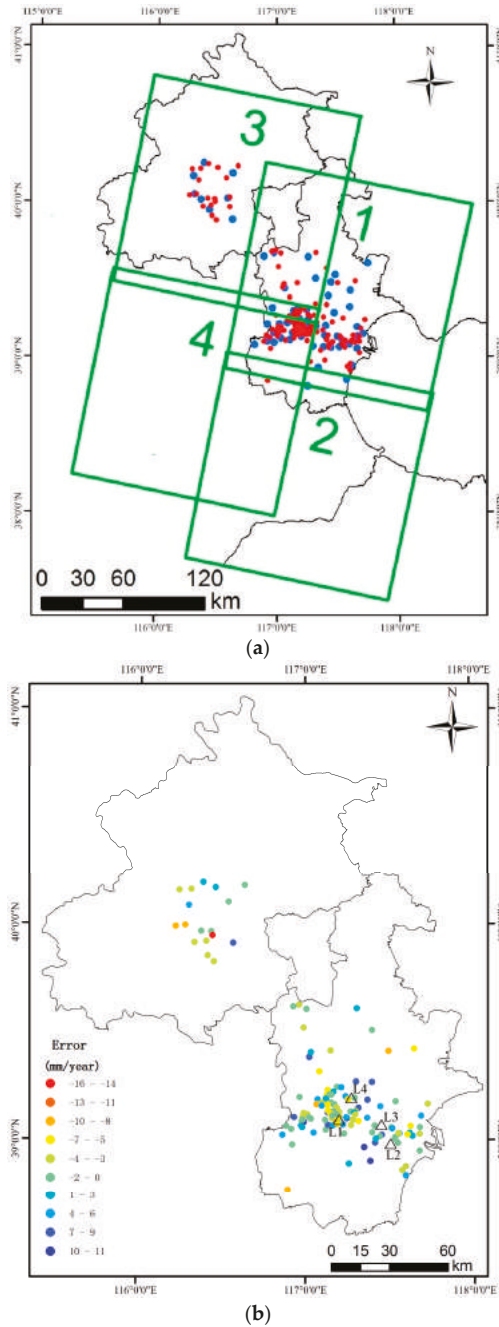 115°0'0"E 116°0'0"E 117°0'0"E 118°0'0"E
N
41°0'0"N
40°0'0"N
39°0'0"N
38°0'0"N
3
1
4
2
0 30 60 120
km
116°0'0"E 117°0'0"E 118°0'0"E
(a)
116°0'0"E 117°0'0"E 118°0'0"E
N
41°0'0"N
40°0'0"N
39°0'0"N
L4
L3
L1
L2
Error
(mm/year)
-16 - -14
-13 - -11
-10 - -8
-7 - -5
-2 - 0
1 - 3
4 - 6
7 - 9
10 - 11
0 15 30 60
km
116°0'0"E 117°0'0"E 118°0'0"E
(b)